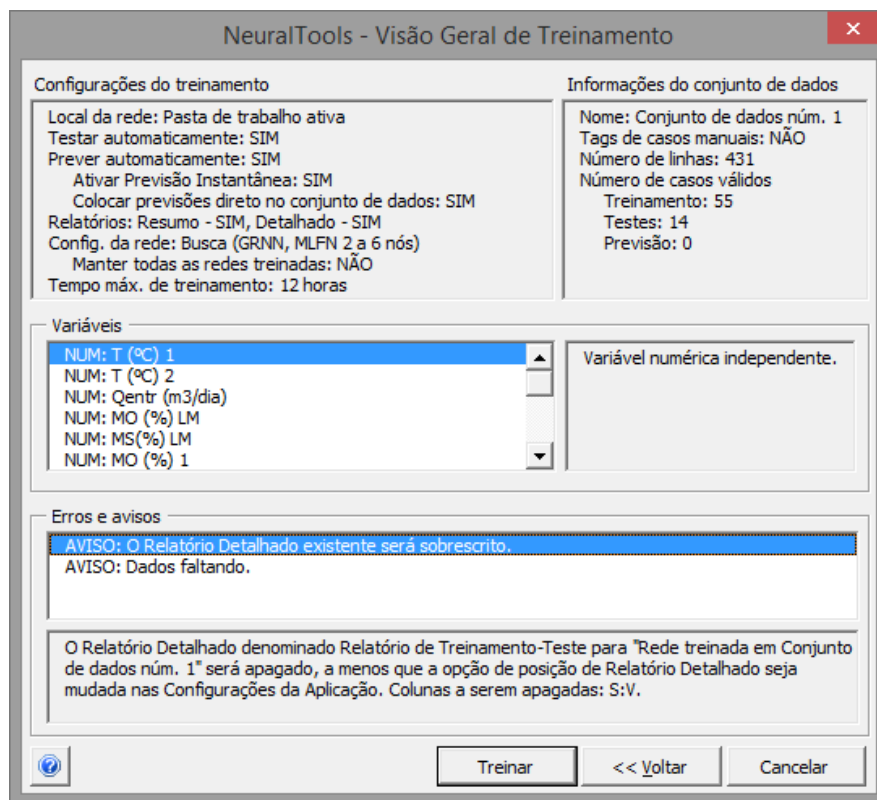 NeuralTools - Visão Geral de Treinamento
Configurações do treinamento
Local da rede: Pasta de trabalho ativa
Testar automaticamente: SIM
Prever automaticamente: SIM
Ativar Previsão Instantânea: SIM
Colocar previsões direto no conjunto de dados: SIM
Relatórios: Resumo - SIM, Detalhado - SIM
Config. da rede: Busca (GRNN, MLFN 2 a 6 nós)
Manter todas as redes treinadas: NÃO
Tempo máx. de treinamento: 12 horas
Informações do conjunto de dados
Nome: Conjunto de dados núm. 1
Tags de casos manuais: NÃO
Número de linhas: 431
Número de casos válidos
Treinamento: 55
Testes: 14
Previsão: 0
Variáveis
NUM: T (ºC) 1
NUM: T (ºC) 2
NUM: Qentr (m3/dia)
NUM: MO (%) LM
NUM: MS(%) LM
NUM: MO (%) 1
Variável numérica independente.
Erros e avisos
AVISO: O Relatório Detalhado existente será sobrescrito.
AVISO: Dados faltando.
O Relatório Detalhado denominado Relatório de Treinamento-Teste para "Rede treinada em Conjunto
de dados núm. 1" será apagado, a menos que a opção de posição de Relatório Detalhado seja
mudada nas Configurações da Aplicação. Colunas a serem apagadas: S:V.
Treinar
<< Voltar
Cancelar